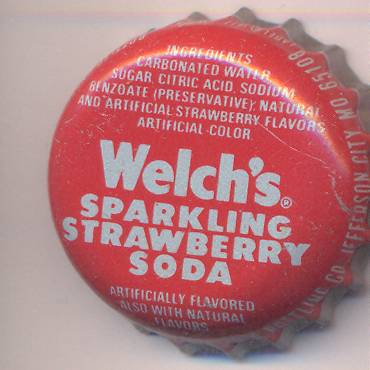 INGREDIENTS
CARBONATED WATER,
SUGAR, CITRIC ACID, SODIUM
BENZOATE (PRESERVATIVE), NATURAL
AND ARTIFICIAL STRAWBERRY FLAVORS
ARTIFICIAL COLOR
Welch's®
SPARKLING
STRAWBERRY
SODA
ARTIFICIALLY FLAVORED
ALSO WITH NATURAL
FLAVORS
CO. JEFFERSON CITY MO. 65108